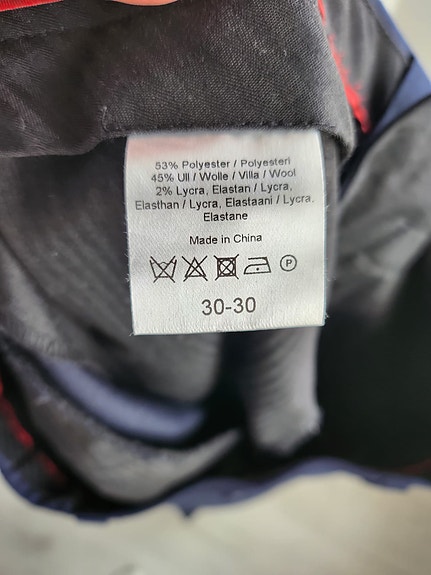 53% Polyester / Polyesteri
45% Ull / Wolle / Villa / Wool
2% Lycra, Elastan / Lycra,
Elasthan / Lycra, Elastaani / Lycra,
Elastane
Made in China
P
30-30